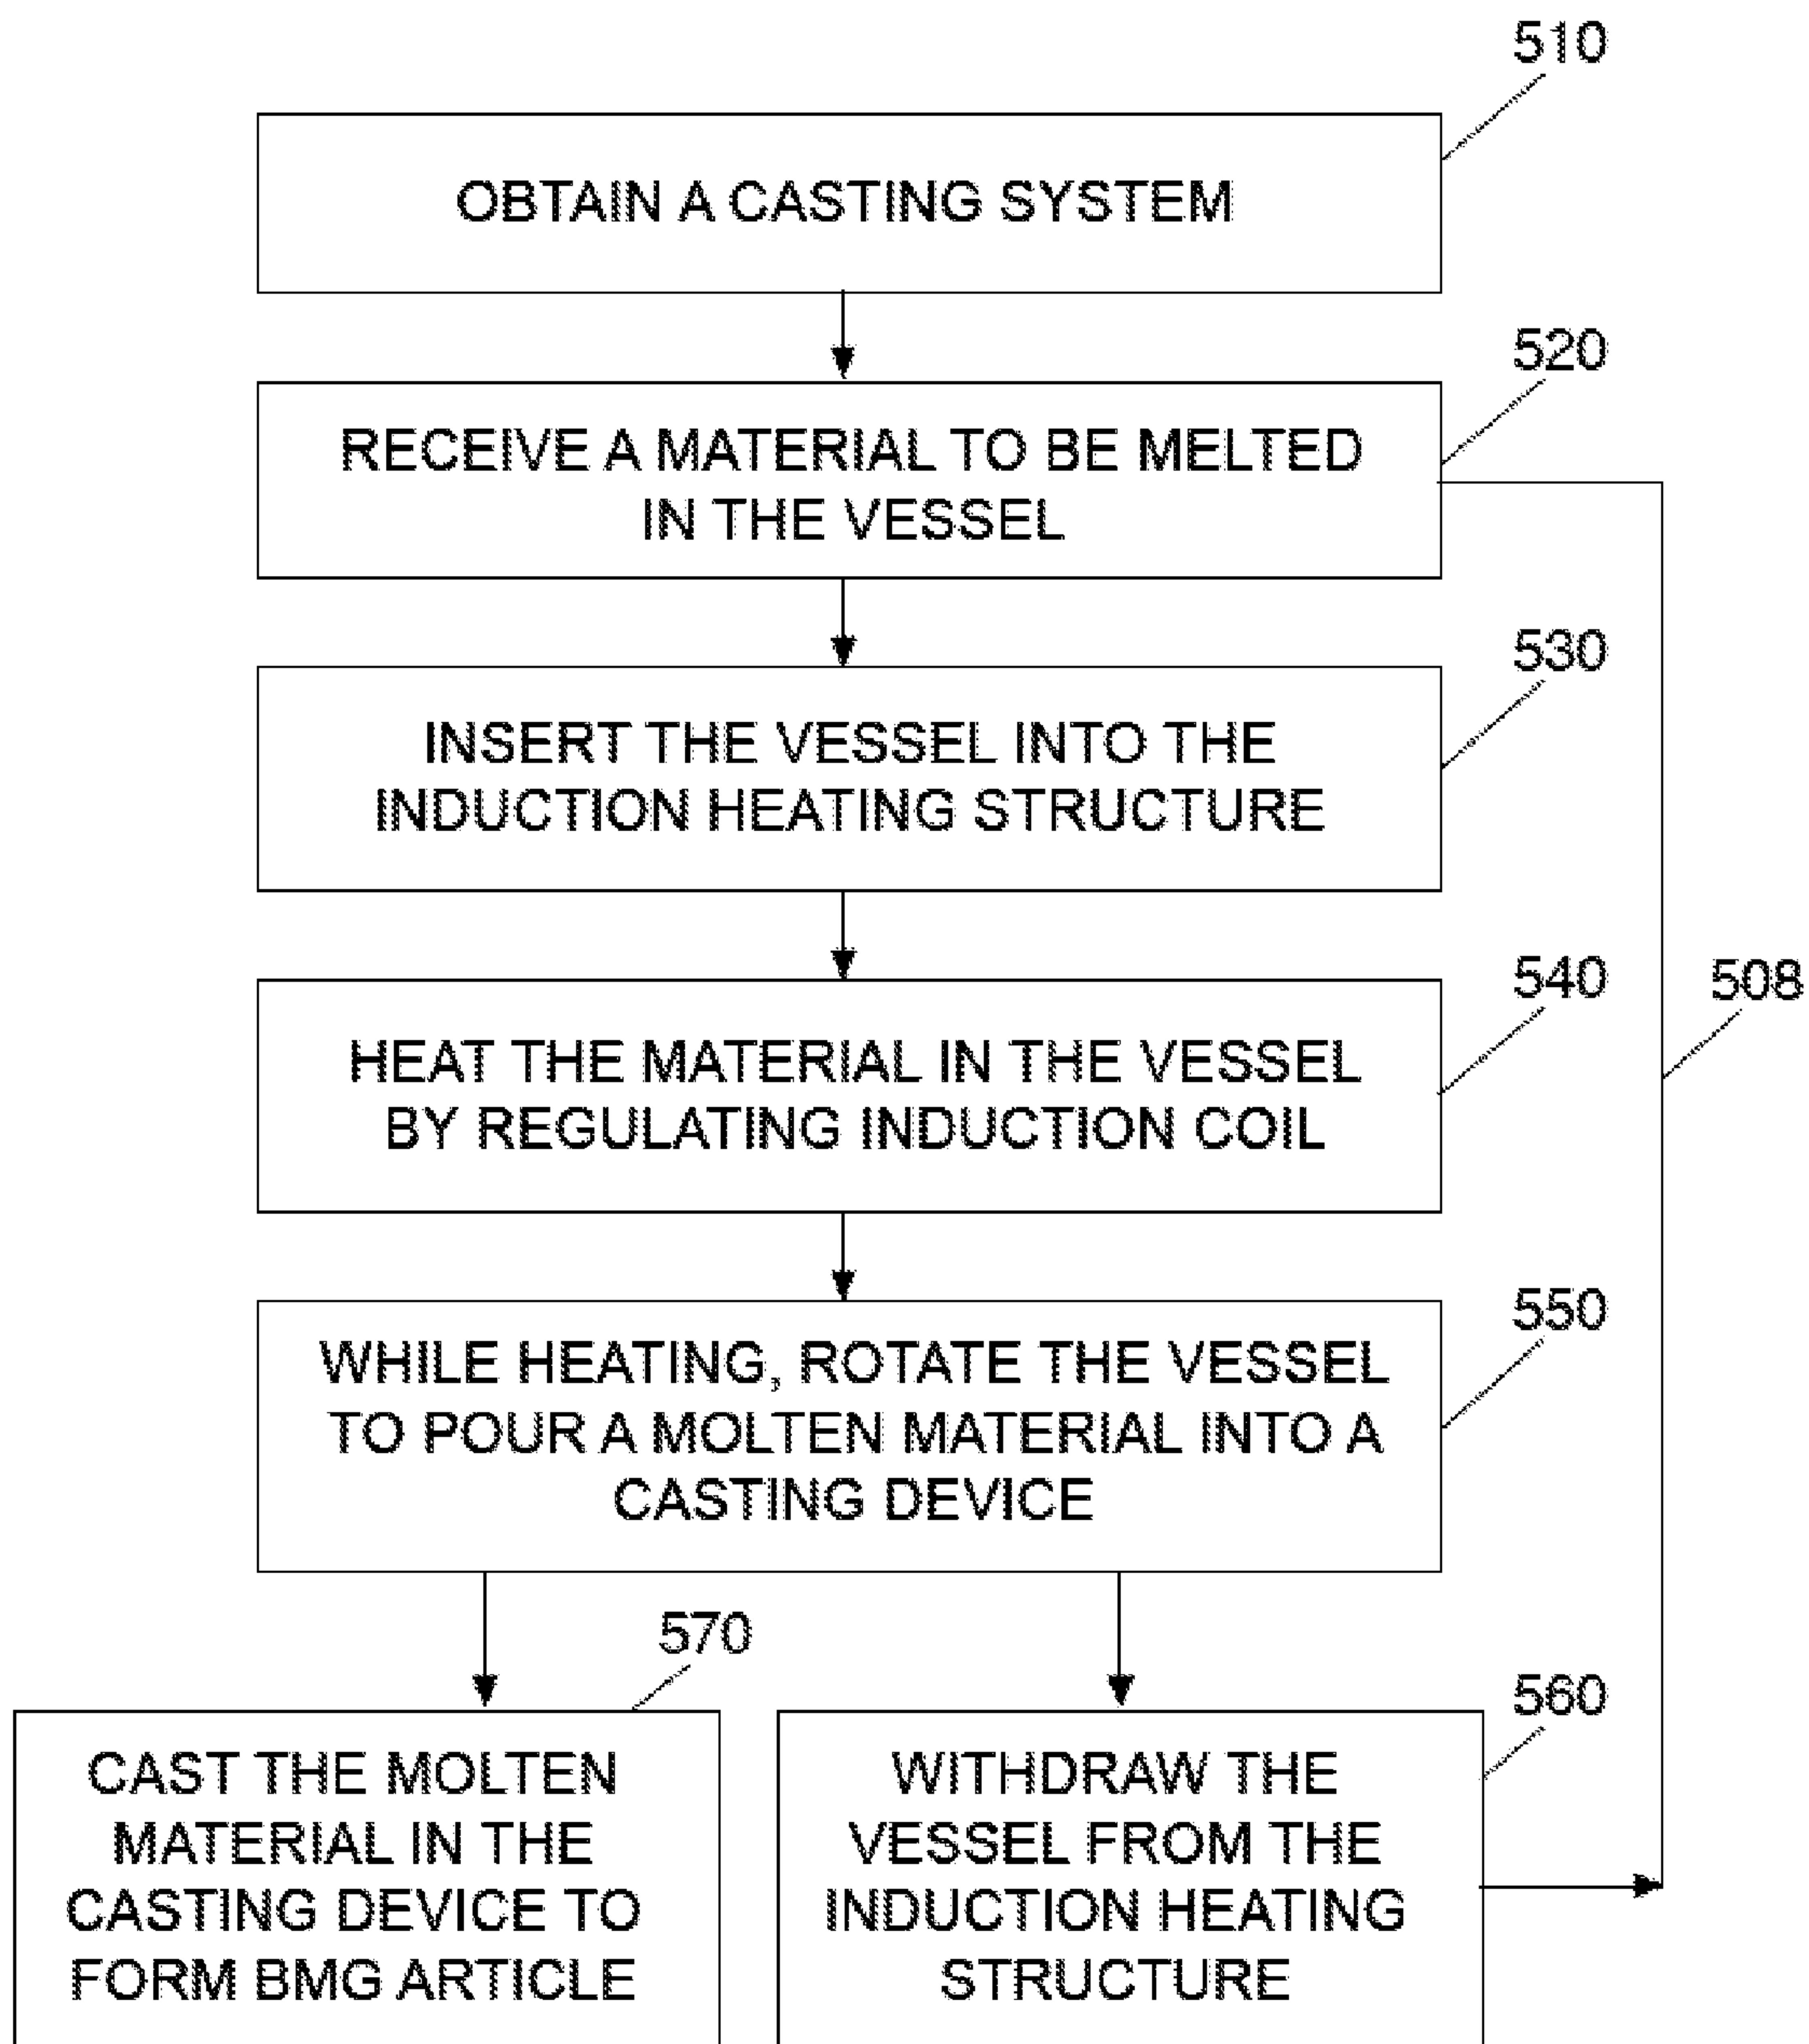 510
OBTAIN A CASTING SYSTEM
520
RECEIVE A MATERIAL TO BE MELTED
IN THE VESSEL
530
INSERT THE VESSEL INTO THE
INDUCTION HEATING STRUCTURE
540
508
HEAT THE MATERIAL IN THE VESSEL
BY REGULATING INDUCTION COIL
550
WHILE HEATING, ROTATE THE VESSEL
TO POUR A MOLTEN MATERIAL INTO A
CASTING DEVICE
570
CAST THE MOLTEN
MATERIAL IN THE
CASTING DEVICE TO
FORM BMG ARTICLE
560
WITHDRAW THE
VESSEL FROM THE
INDUCTION HEATING
STRUCTURE